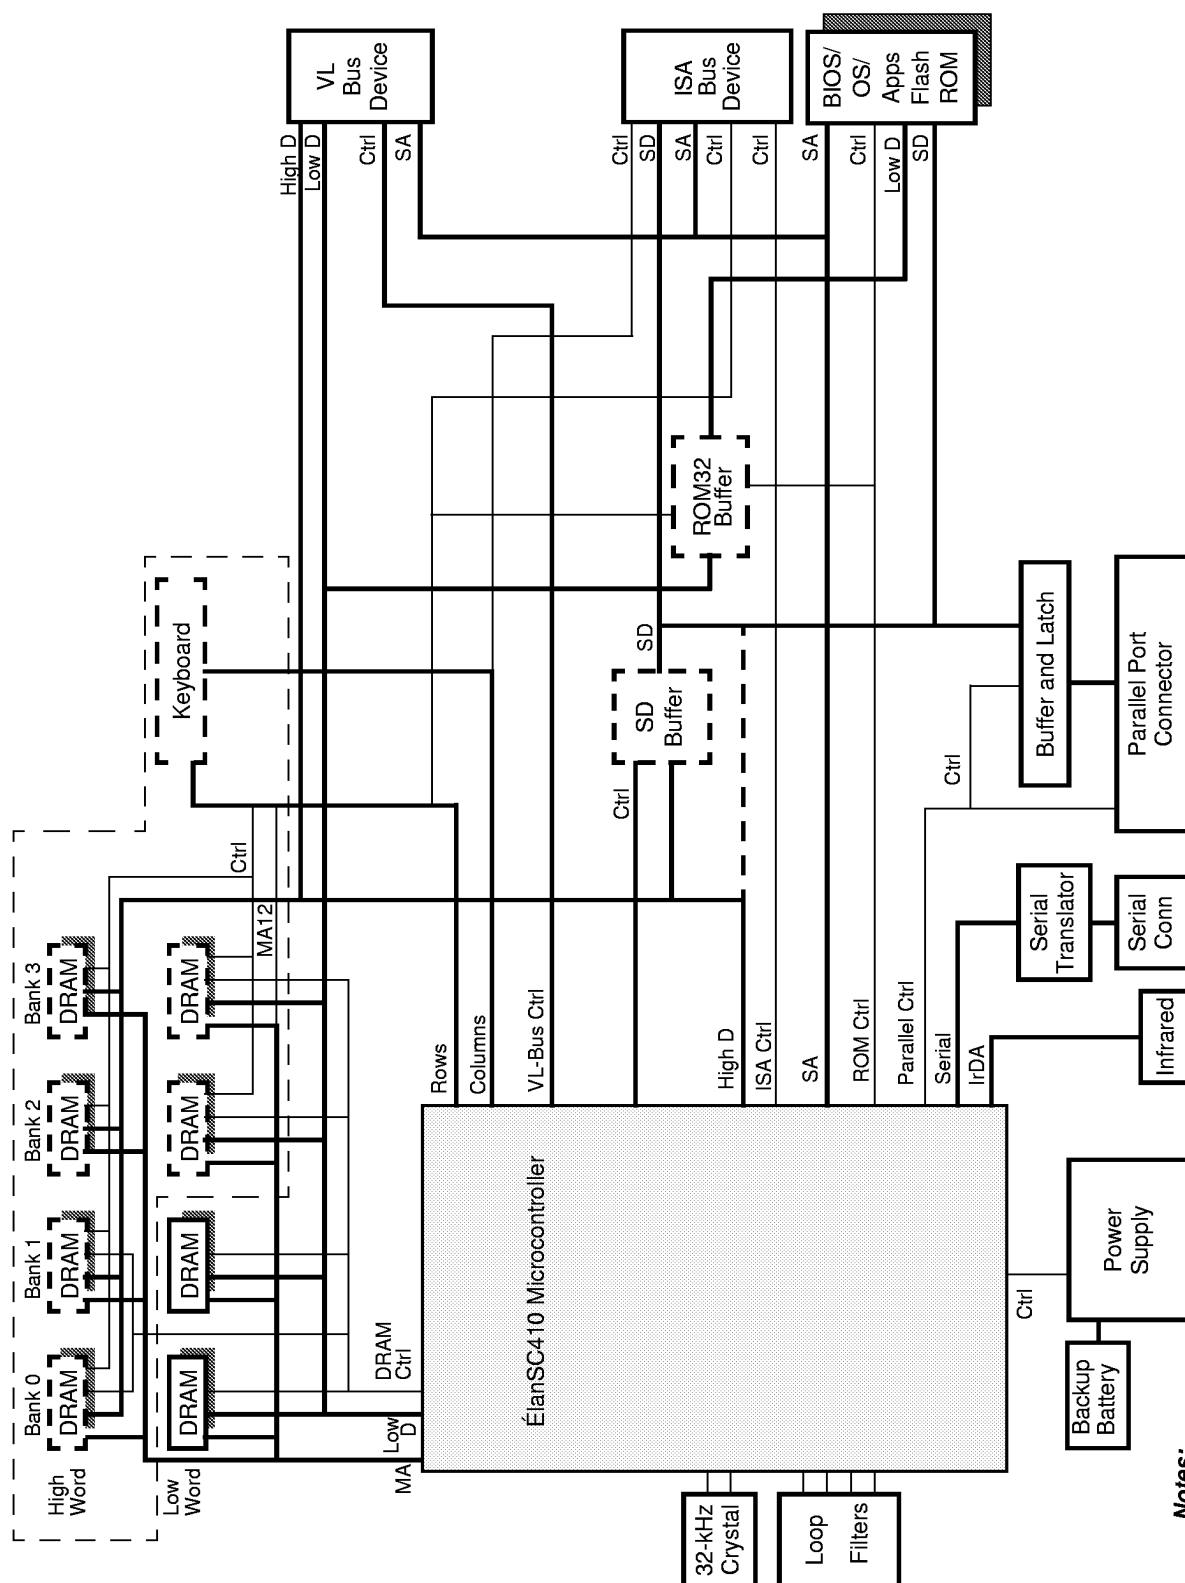 High
Word
Bank 0
DRAM
Bank 1
DRAM
Bank 2
DRAM
Bank 3
DRAM
Low
Word
DRAM
DRAM
DRAM
DRAM
MA12
Ctrl
Keyboard
High D
Low D
Ctrl
SA
VL
Bus
Device
MA
Low
D
DRAM
Ctrl
Rows
Columns
VL-Bus Ctrl
High D
ISA Ctrl
SA
ROM Ctrl
Parallel Ctrl
Serial
IrDA
ÉlanSC410 Microcontroller
Ctrl
SD
Buffer
SD
ROM32
Buffer
Ctrl
SD
SA
Ctrl
Ctrl
ISA
Bus
Device
SA
Ctrl
Low D
SD
BIOS/
OS/
Apps
Flash
ROM
32-kHz
Crystal
Loop
Filters
Ctrl
Power
Supply
Backup
Battery
Infrared
Serial
Translator
Serial
Conn
Ctrl
Buffer and Latch
Parallel Port
Connector
Notes: